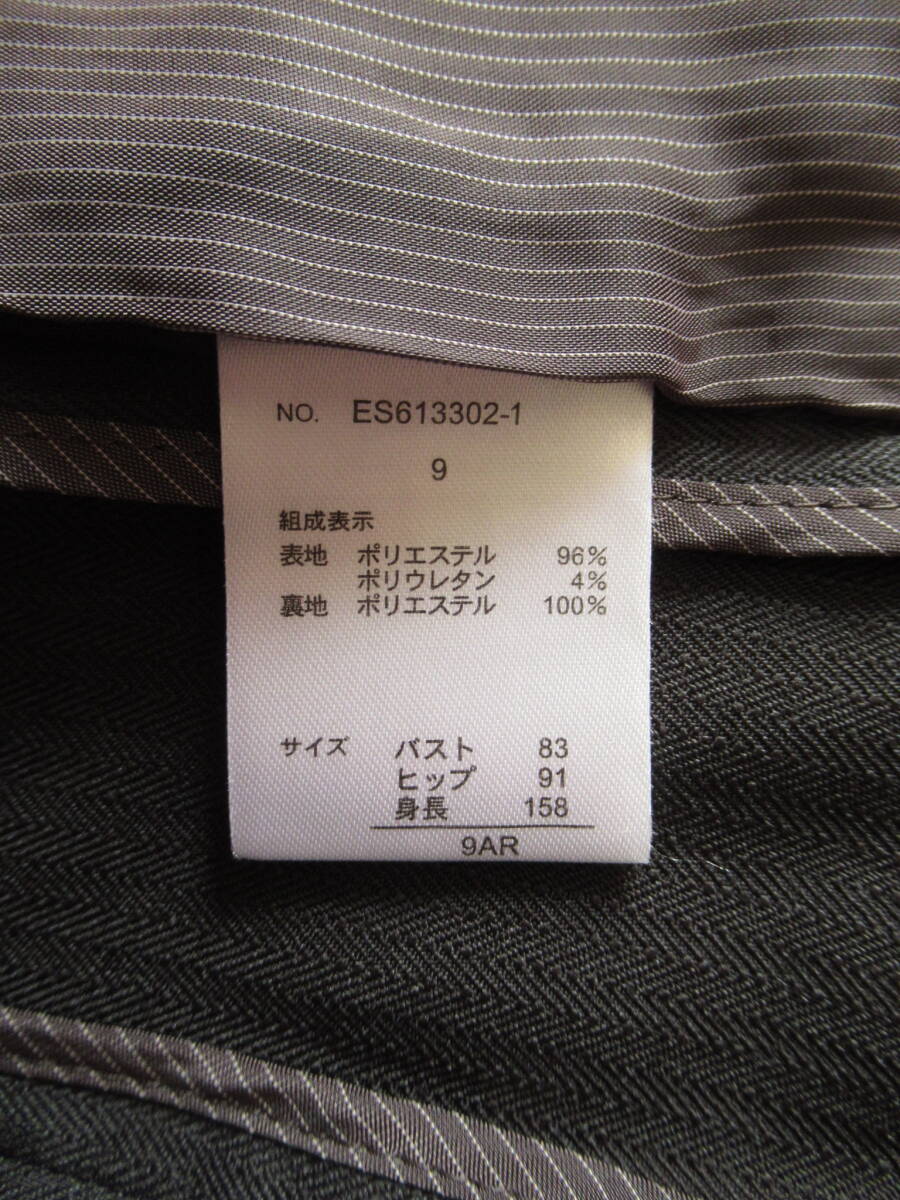 NO. ES613302-1
9
組成表示
表地 ポリエステル 96%
ポリウレタン 4%
裏地 ポリエステル 100%
サイズ バスト 83
ヒップ 91
身長 158
9AR